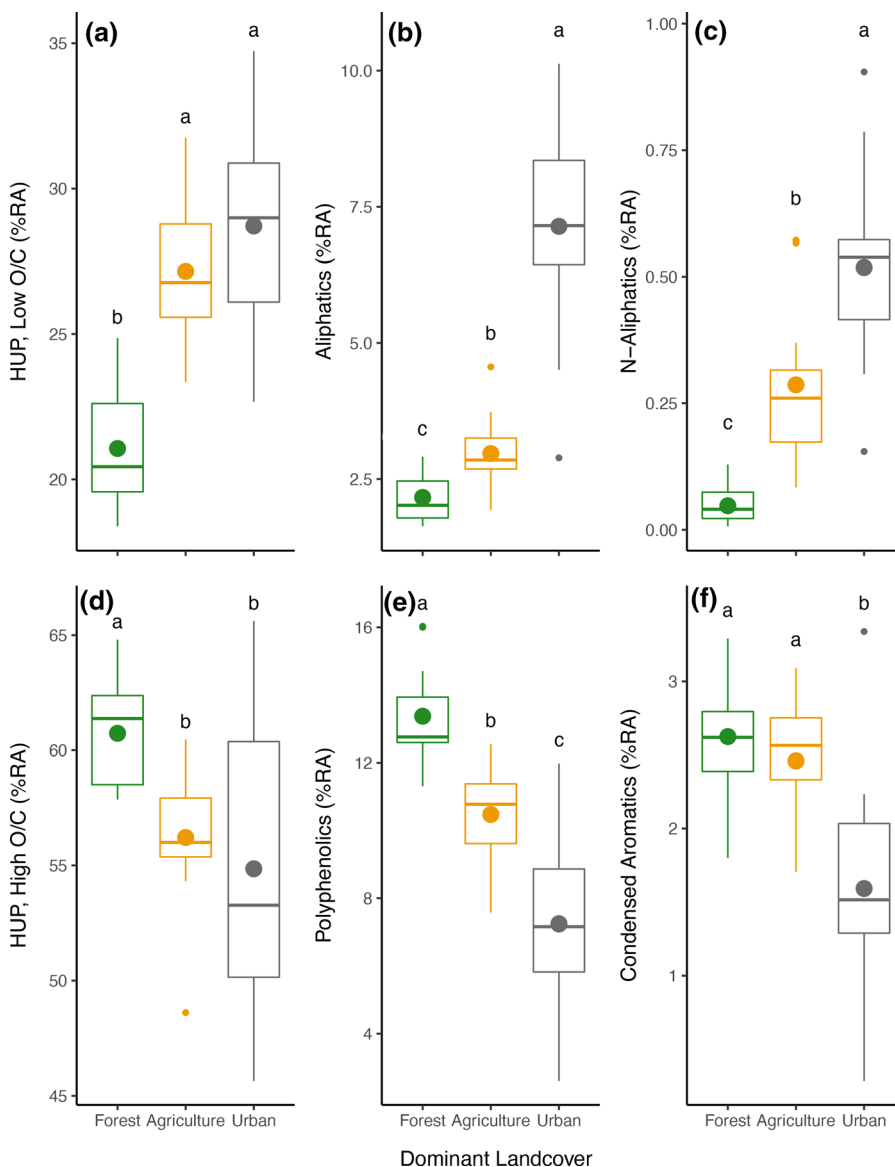 (a)
(b)
(c)
HUP, Low O/C (%RA)
35
30
25
20
b
a
a
Aliphatics (%RA)
10.0
7.5
5.0
2.5
c
b
a
N−Aliphatics (%RA)
1.00
0.75
0.50
0.25
0.00
c
b
a
(d)
(e)
(f)
HUP, High O/C (%RA)
65
60
55
50
45
a
b
b
Polyphenolics (%RA)
16
12
8
4
a
b
c
Condensed Aromatics (%RA)
3
2
1
a
a
b
Forest Agriculture Urban
Forest Agriculture Urban
Forest Agriculture Urban
Dominant Landcover